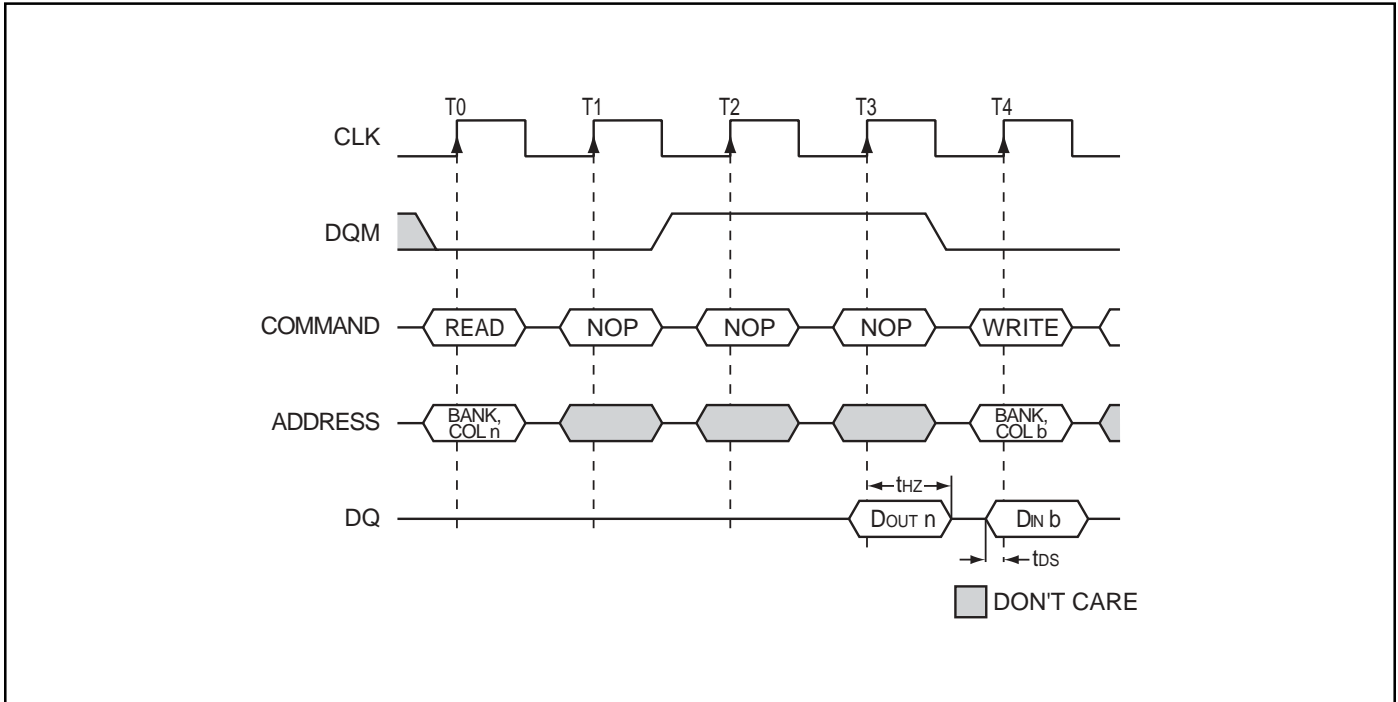 T0 T1 T2 T3 T4
CLK
DQM
COMMAND READ NOP NOP NOP WRITE
ADDRESS BANK, COL n BANK, COL b
tHZ
DQ DOUT n DIN b
tDS
DON'T CARE